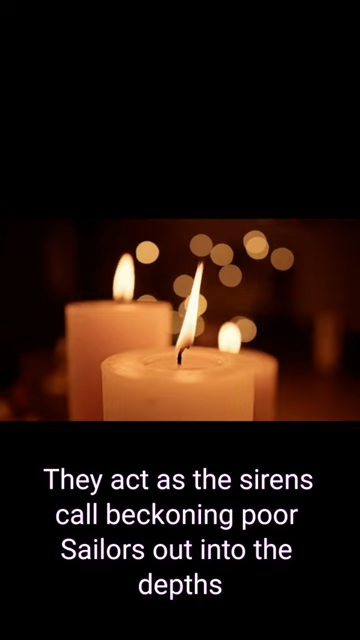 They act as the sirens
call beckoning poor
Sailors out into the
depths